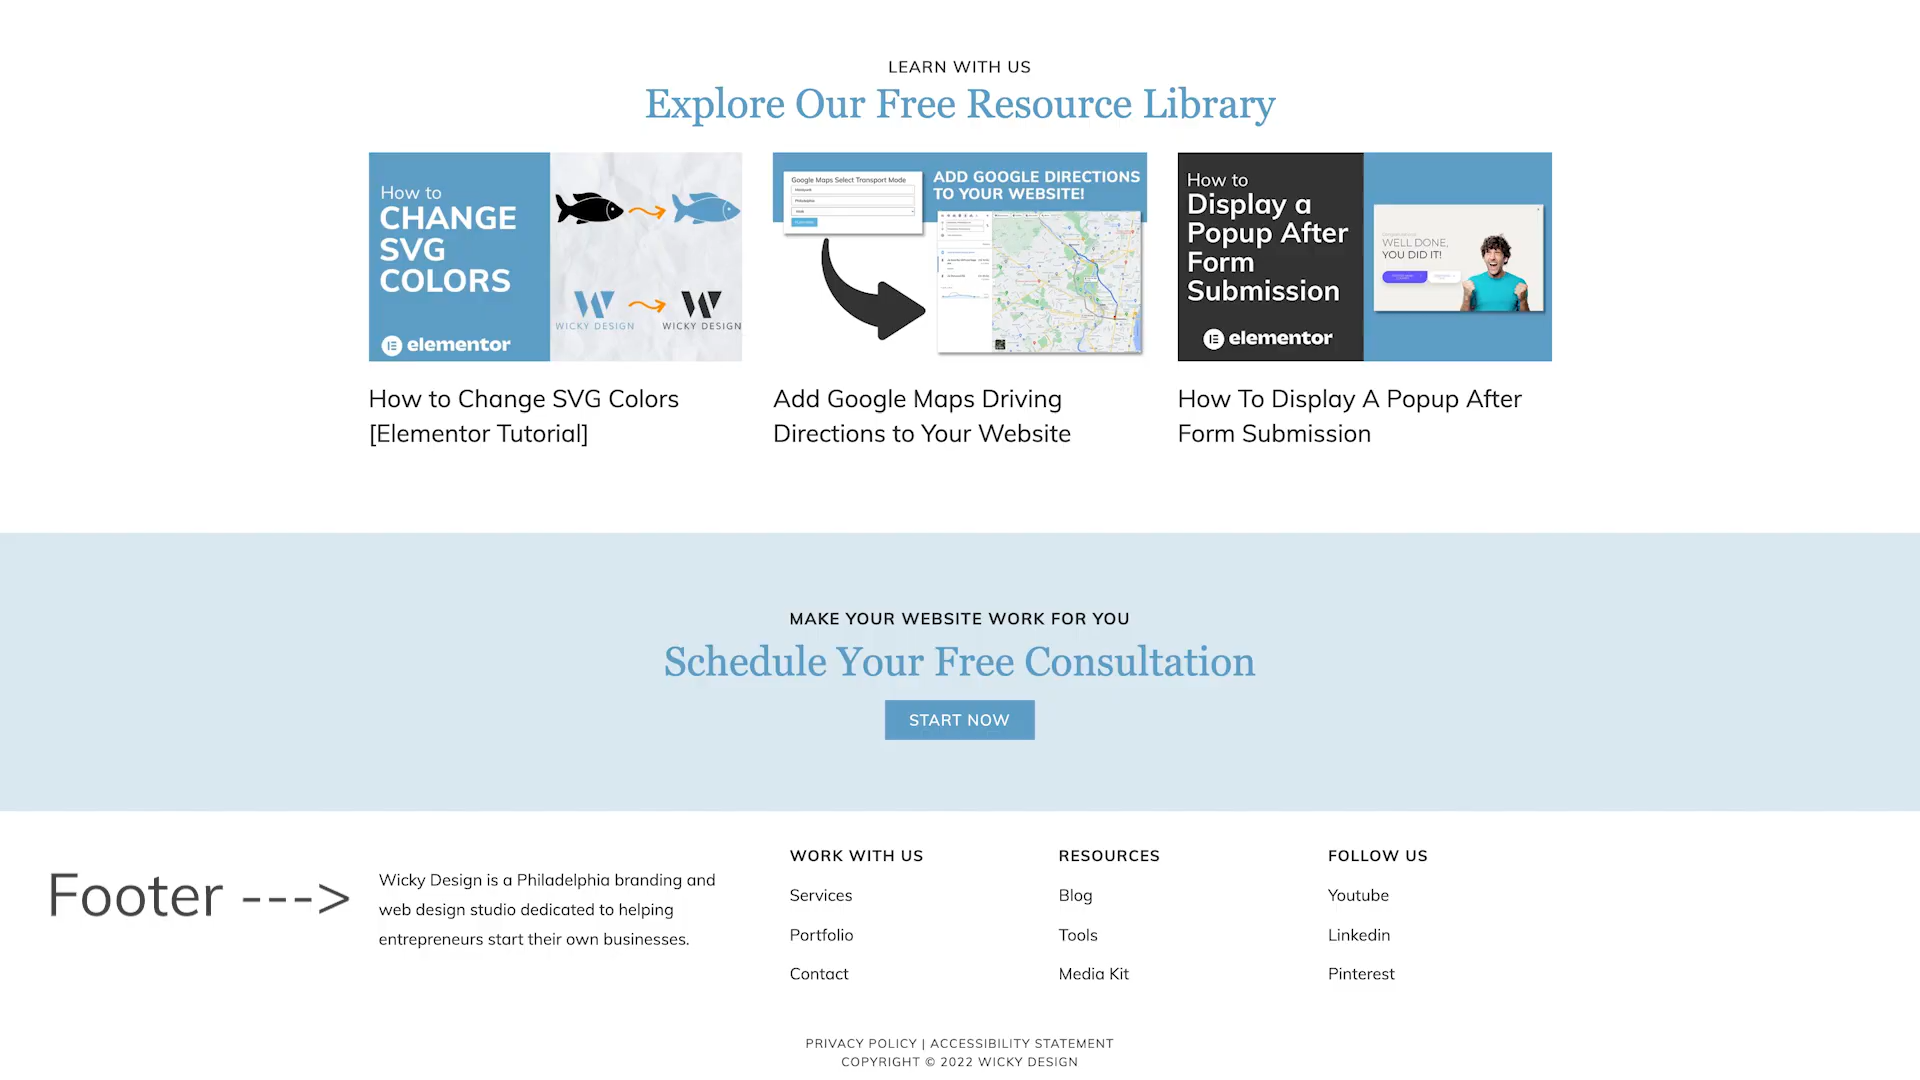 LEARN WITH US
Explore Our Free Resource Library
How to
CHANGE
SVG
COLORS
elementor
WICKY DESIGN
WICKY DESIGN
Google Maps Select Transport Mode
ADD GOOGLE DIRECTIONS
TO YOUR WEBSITE!
How to
Display a
Popup After
Form
Submission
elementor
WELL DONE,
YOU DID IT!
How to Change SVG Colors
[Elementor Tutorial]
Add Google Maps Driving
Directions to Your Website
How To Display A Popup After
Form Submission
MAKE YOUR WEBSITE WORK FOR YOU
Schedule Your Free Consultation
START NOW
Footer --->
Wicky Design is a Philadelphia branding and
web design studio dedicated to helping
entrepreneurs start their own businesses.
WORK WITH US
Services
Portfolio
Contact
RESOURCES
Blog
Tools
Media Kit
FOLLOW US
Youtube
Linkedin
Pinterest
PRIVACY POLICY | ACCESSIBILITY STATEMENT
COPYRIGHT © 2022 WICKY DESIGN